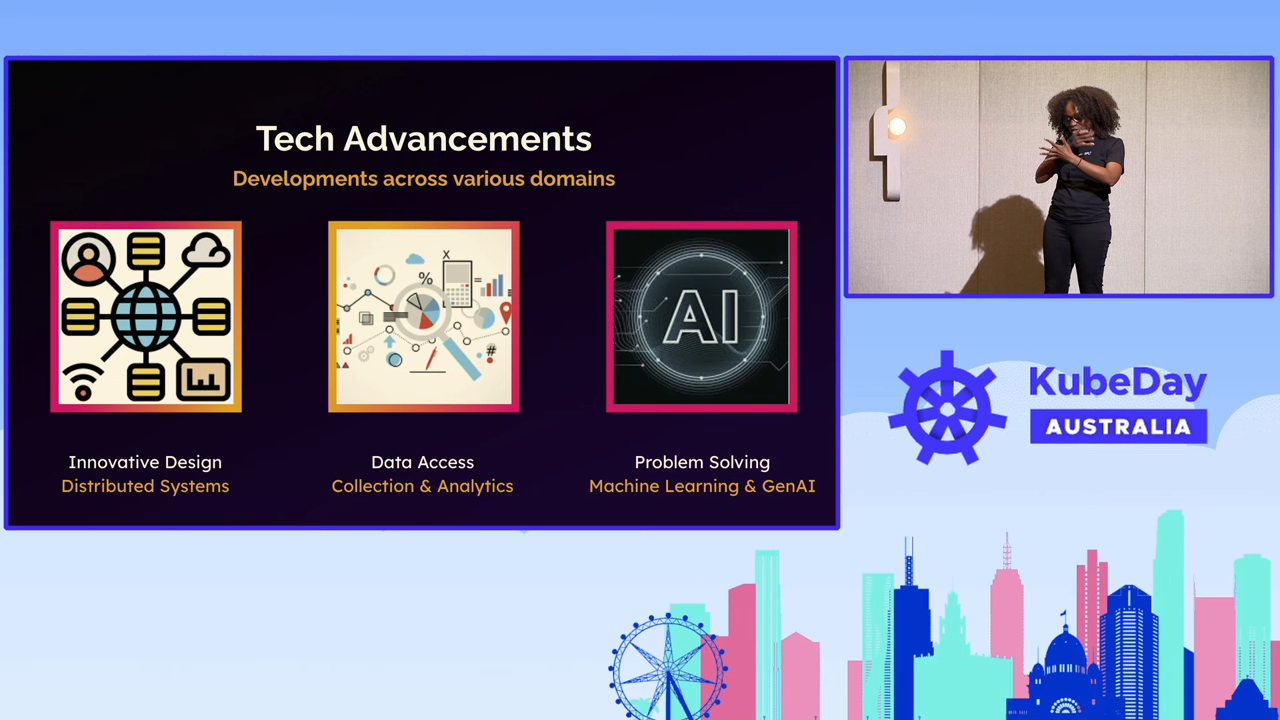 Tech Advancements
Developments across various domains
X
%
=
#
AI
Innovative Design
Distributed Systems
Data Access
Collection & Analytics
Problem Solving
Machine Learning & GenAI
KubeDay
AUSTRALIA